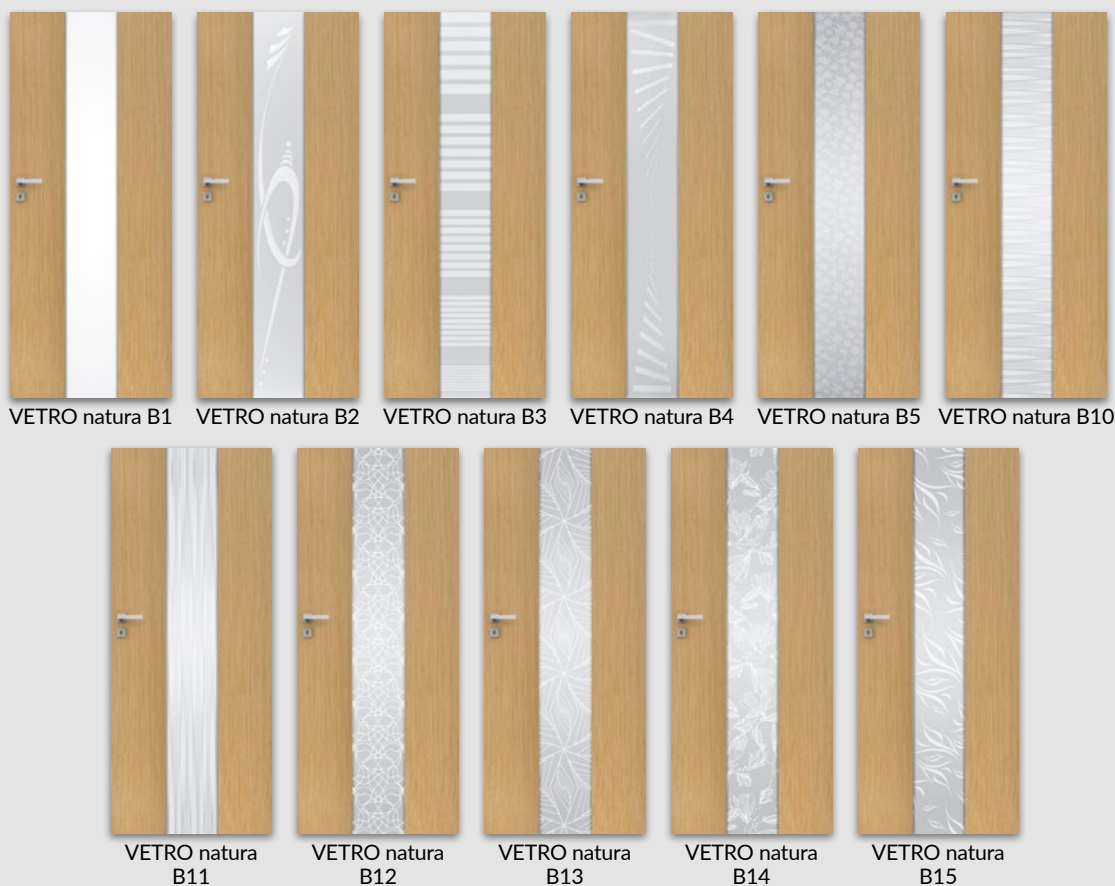 VETRO natura B1
VETRO natura B2
VETRO natura B3
VETRO natura B4
VETRO natura B5
VETRO natura B10
VETRO natura
B11
VETRO natura
B12
VETRO natura
B13
VETRO natura
B14
VETRO natura
B15